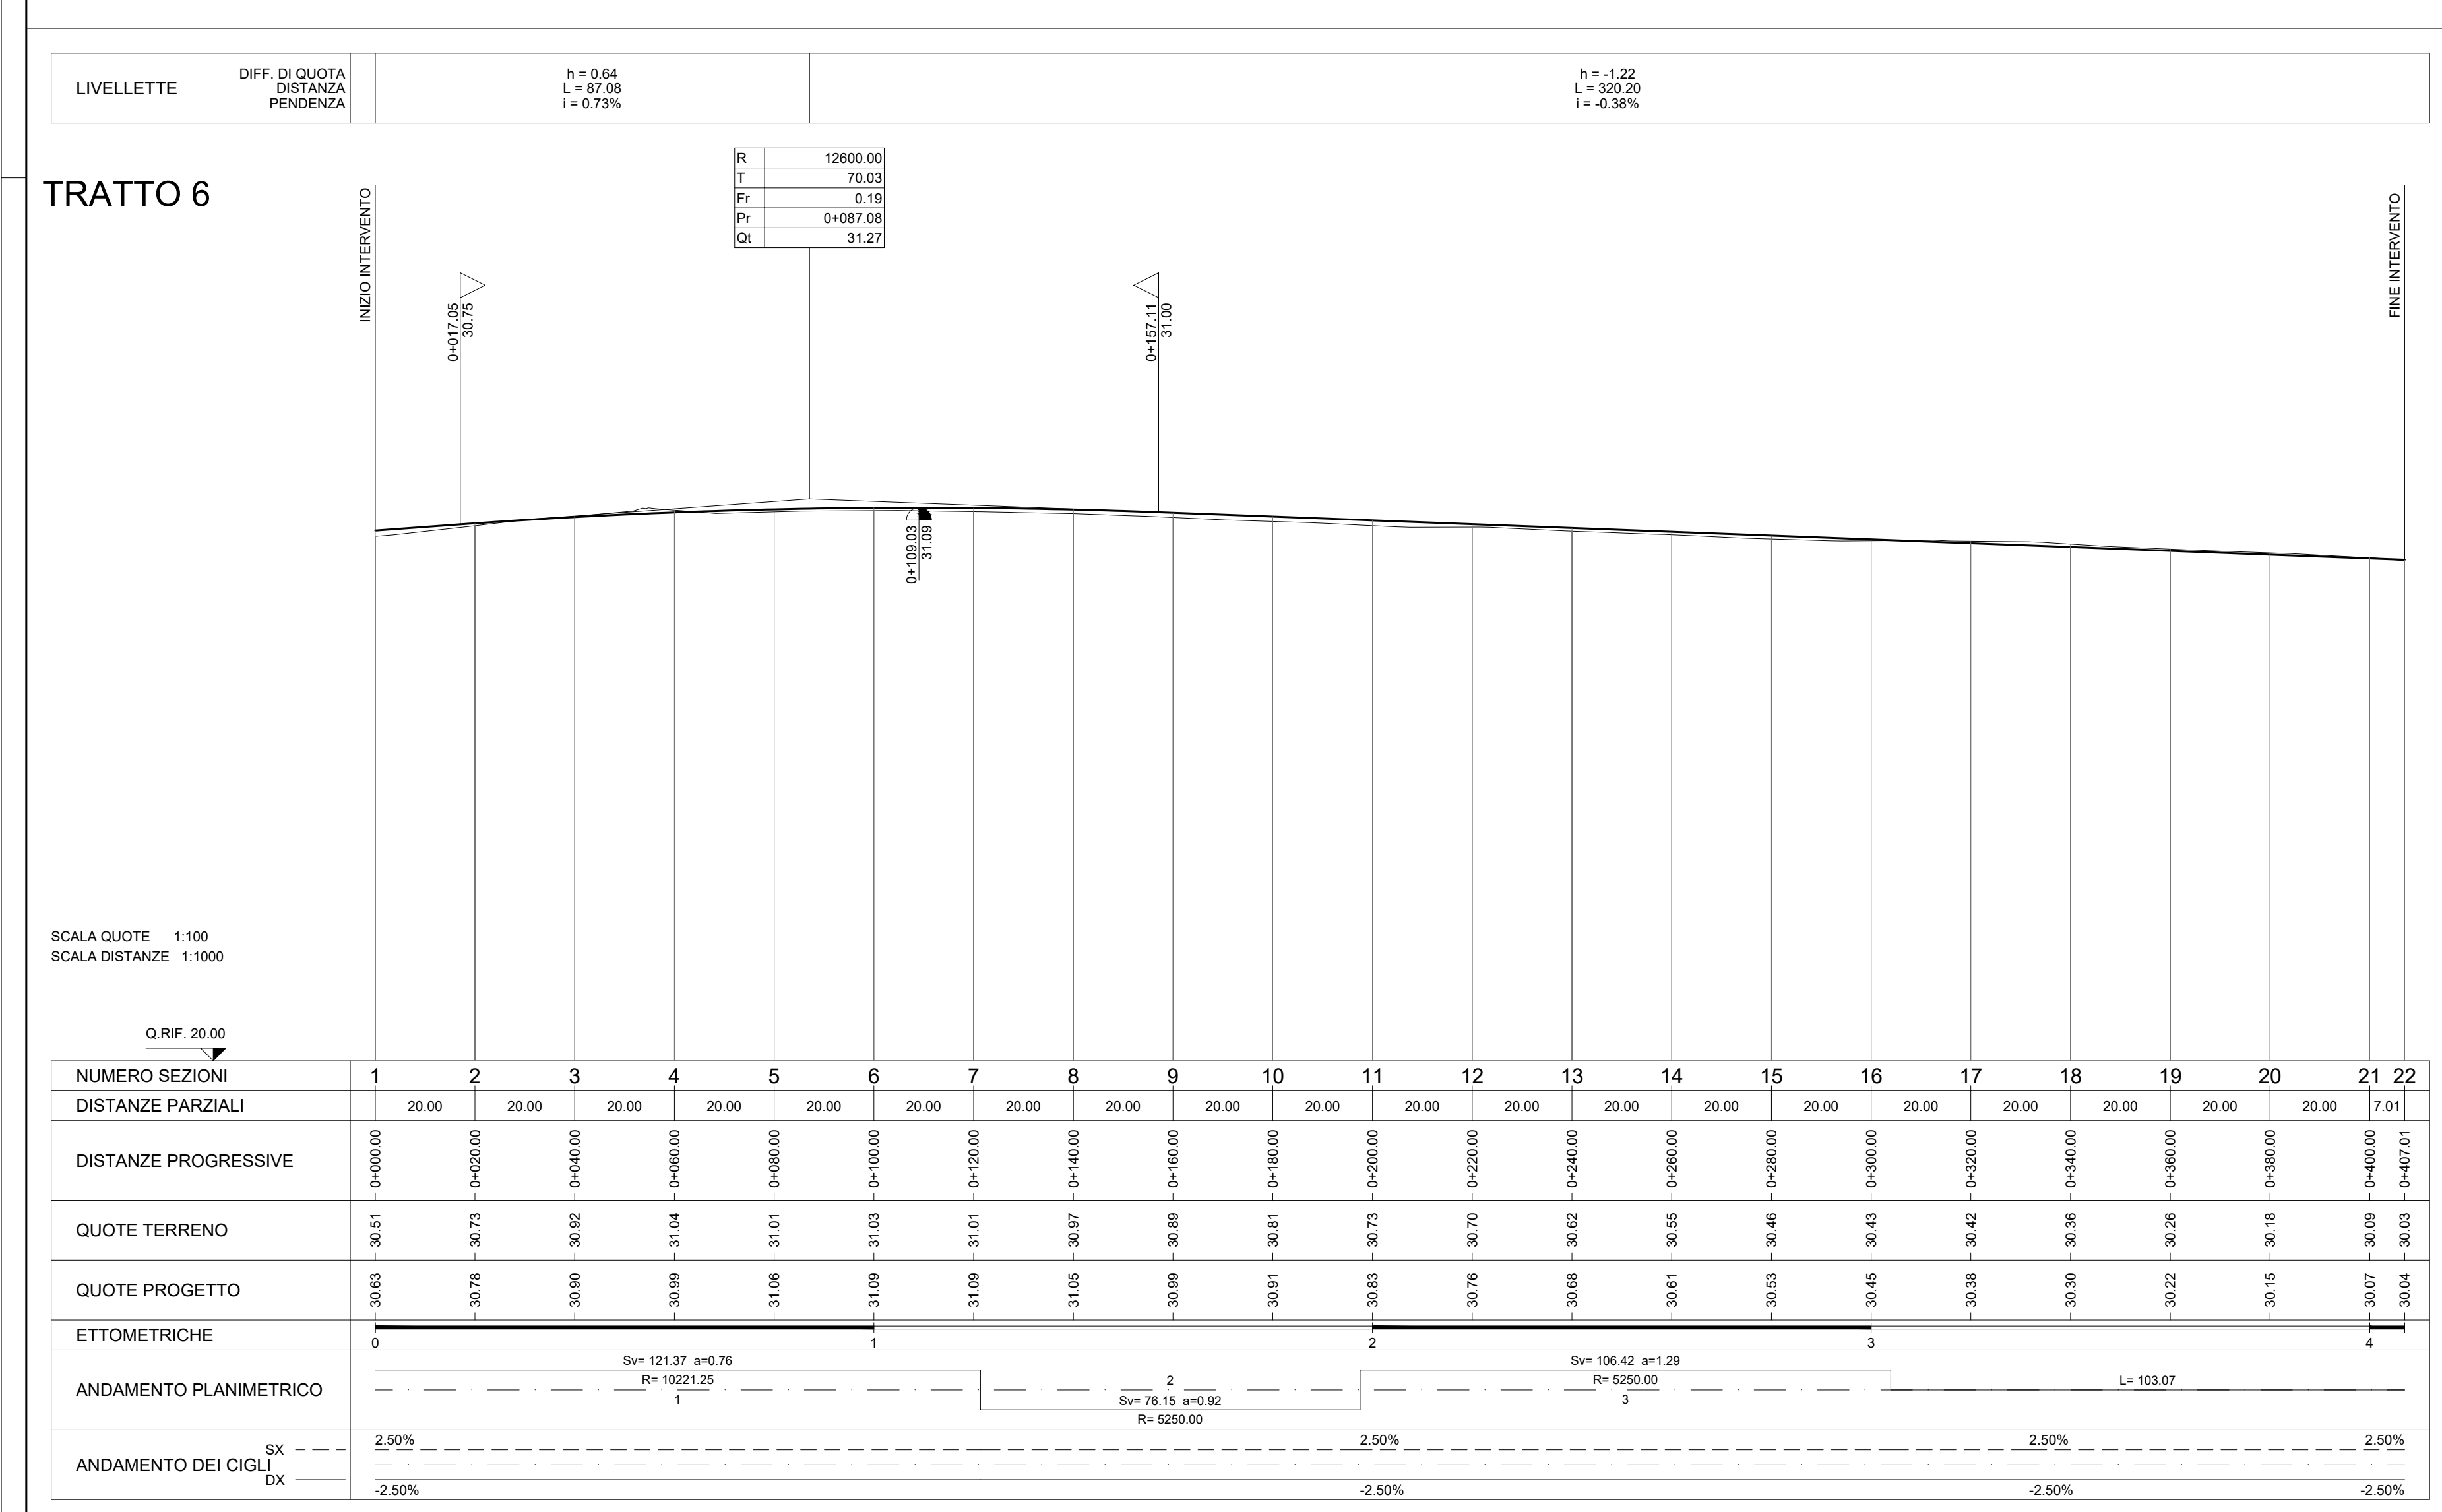 LIVELLETTE
DIFF. DI QUOTA
DISTANZA
PENDENZA
h = 0.64
L = 87.08
i = 0.73%
h = -1.22
L = 320.20
i = -0.38%
TRATTO 6
R 12600.00
T 70.03
Fr 0.19
Pr 0+087.08
Qt 31.27
INIZIO INTERVENTO
0+017.05
30.75
0+157.11
31.00
FINE INTERVENTO
0+109.03
31.09
SCALA QUOTE 1:100
SCALA DISTANZE 1:1000
Q.RIF. 20.00
NUMERO SEZIONI 1 2 3 4 5 6 7 8 9 10 11 12 13 14 15 16 17 18 19 20 21 22
DISTANZE PARZIALI 20.00 20.00 20.00 20.00 20.00 20.00 20.00 20.00 20.00 20.00 20.00 20.00 20.00 20.00 20.00 20.00 20.00 20.00 20.00 20.00 7.01
DISTANZE PROGRESSIVE 0+000.00 0+020.00 0+040.00 0+060.00 0+080.00 0+100.00 0+120.00 0+140.00 0+160.00 0+180.00 0+200.00 0+220.00 0+240.00 0+260.00 0+280.00 0+300.00 0+320.00 0+340.00 0+360.00 0+380.00 0+400.00 0+407.01
QUOTE TERRENO 30.51 30.73 30.92 31.04 31.01 31.03 31.01 30.97 30.89 30.81 30.73 30.70 30.62 30.55 30.46 30.43 30.42 30.36 30.26 30.18 30.09 30.03
QUOTE PROGETTO 30.63 30.78 30.90 30.99 31.06 31.09 31.09 31.05 30.99 30.91 30.83 30.76 30.68 30.61 30.53 30.45 30.38 30.30 30.22 30.15 30.07 30.04
ETTOMETRICHE 0 1 2 3 4
ANDAMENTO PLANIMETRICO
Sv= 121.37 a=0.76
R= 10221.25
1
2
Sv= 76.15 a=0.92
R= 5250.00
Sv= 106.42 a=1.29
R= 5250.00
3
L= 103.07
ANDAMENTO DEI CIGLI
SX
DX
2.50% 2.50% 2.50% 2.50%
-2.50% -2.50% -2.50% -2.50%